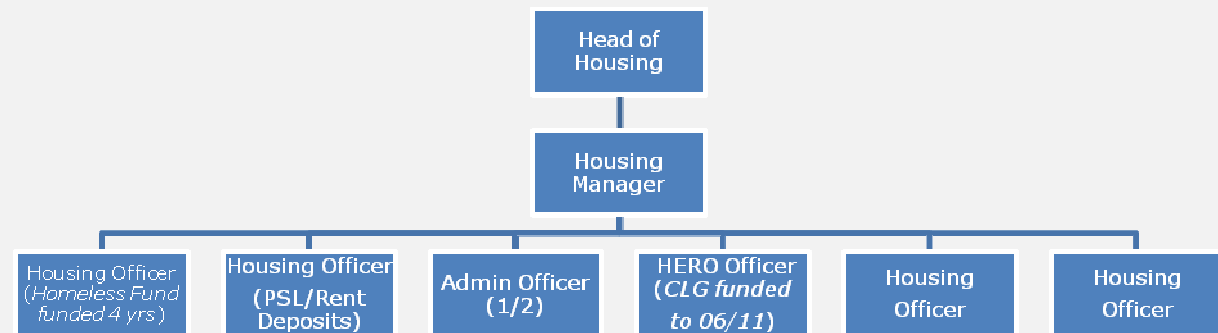 Head of
Housing
Housing
Manager
Housing Officer
(Homeless Fund
funded 4 yrs)
Housing Officer
(PSL/Rent
Deposits)
Admin Officer
(1/2)
HERO Officer
(CLG funded
to 06/11)
Housing
Officer
Housing
Officer